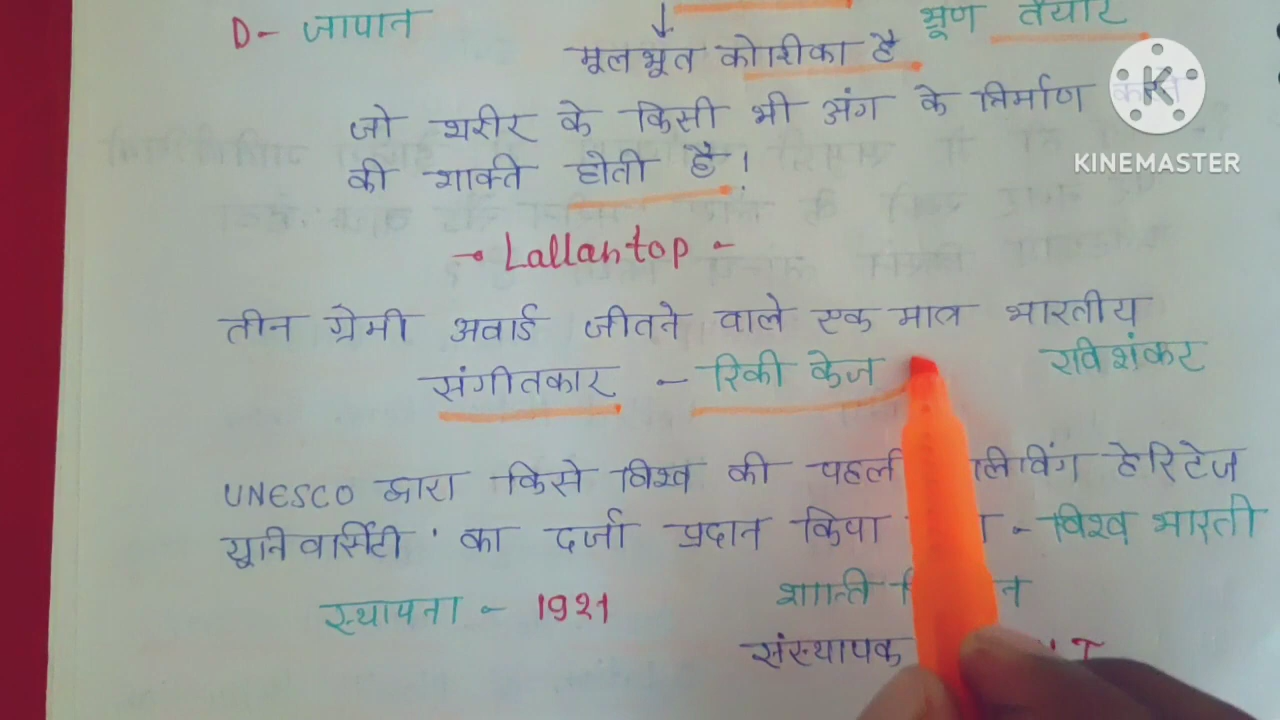 D- जापान
भ्रूण तैयार
मूलभूत कोशिका है
जो शरीर के किसी भी अंग के निर्माण करने
की शक्ति होती है!
KINEMASTER
→ Lallantop -
तीन ग्रेमी अवार्ड जीतने वाले एक मात्र भारतीय
संगीतकार - रिकी केज रविशंकर
UNESCO द्वारा किसे विश्व की पहली लिविंग हेरिटेज
यूनिवर्सिटी ' का दर्जा प्रदान किया - विश्व भारती
शान्ति
स्थापना - 1921
संस्थापक